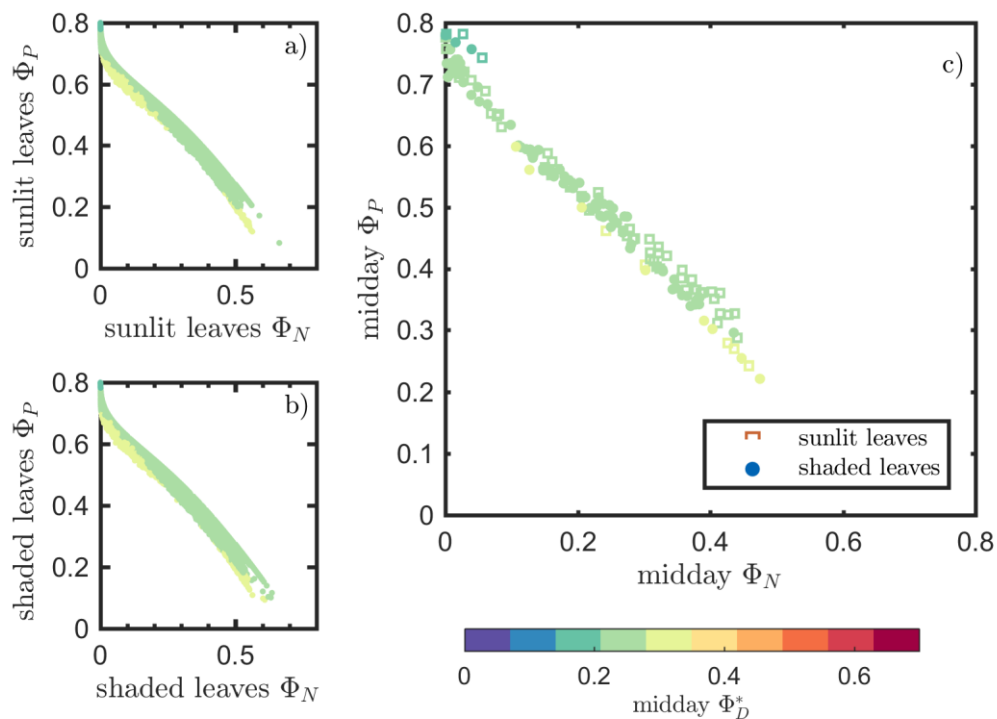 a)
0.8
0.6
0.4
0.2
0
0
0.5
sunlit leaves Φ_P
sunlit leaves Φ_N
b)
0.8
0.6
0.4
0.2
0
0
0.5
shaded leaves Φ_P
shaded leaves Φ_N
c)
0.8
0.7
0.6
0.5
0.4
0.3
0.2
0.1
0
0
0.2
0.4
0.6
0.8
midday Φ_P
midday Φ_N
sunlit leaves
shaded leaves
0
0.2
0.4
0.6
midday Φ*_D